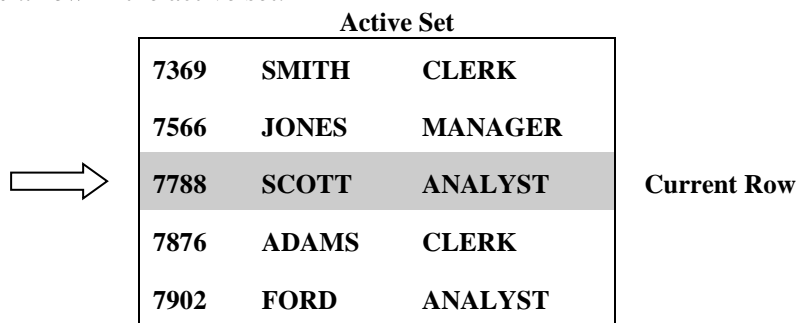 Active Set
7369 SMITH CLERK
7566 JONES MANAGER
7788 SCOTT ANALYST Current Row
7876 ADAMS CLERK
7902 FORD ANALYST